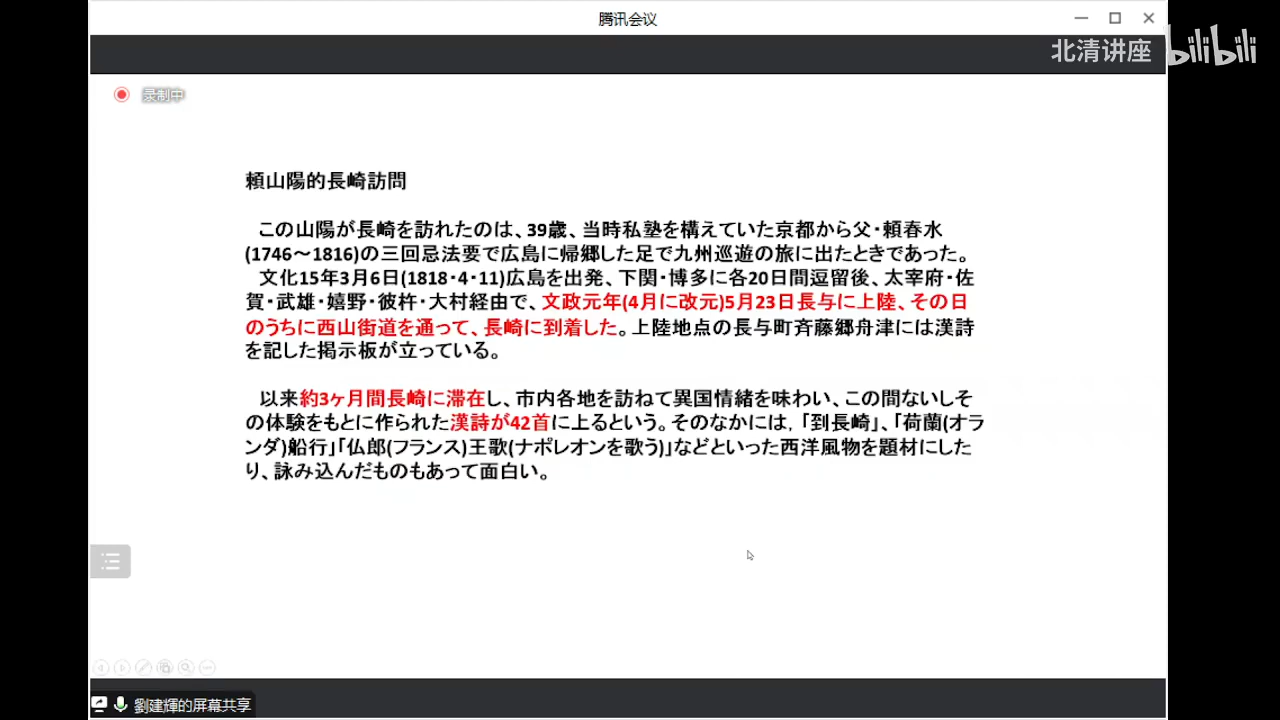 腾讯会议
北清讲座 bilibili
录制中
頼山陽的長崎訪問
この山陽が長崎を訪れたのは、39歳、当時私塾を構えていた京都から父・頼春水
(1746～1816)の三回忌法要で広島に帰郷した足で九州巡遊の旅に出たときであった。
文化15年3月6日(1818・4・11)広島を出発、下関・博多に各20日間逗留後、太宰府・佐
賀・武雄・嬉野・彼杵・大村経由で、文政元年(4月に改元)5月23日長与に上陸、その日
のうちに西山街道を通って、長崎に到着した。上陸地点の長与町斉藤郷舟津には漢詩
を記した掲示板が立っている。
以来約3ヶ月間長崎に滞在し、市内各地を訪ねて異国情緒を味わい、この間ないしそ
の体験をもとに作られた漢詩が42首に上るという。そのなかには，「到長崎」、「荷蘭(オラ
ンダ)船行」「仏郎(フランス)王歌(ナポレオンを歌う)」などといった西洋風物を題材にした
り、詠み込んだものもあって面白い。
劉建輝的屏幕共享